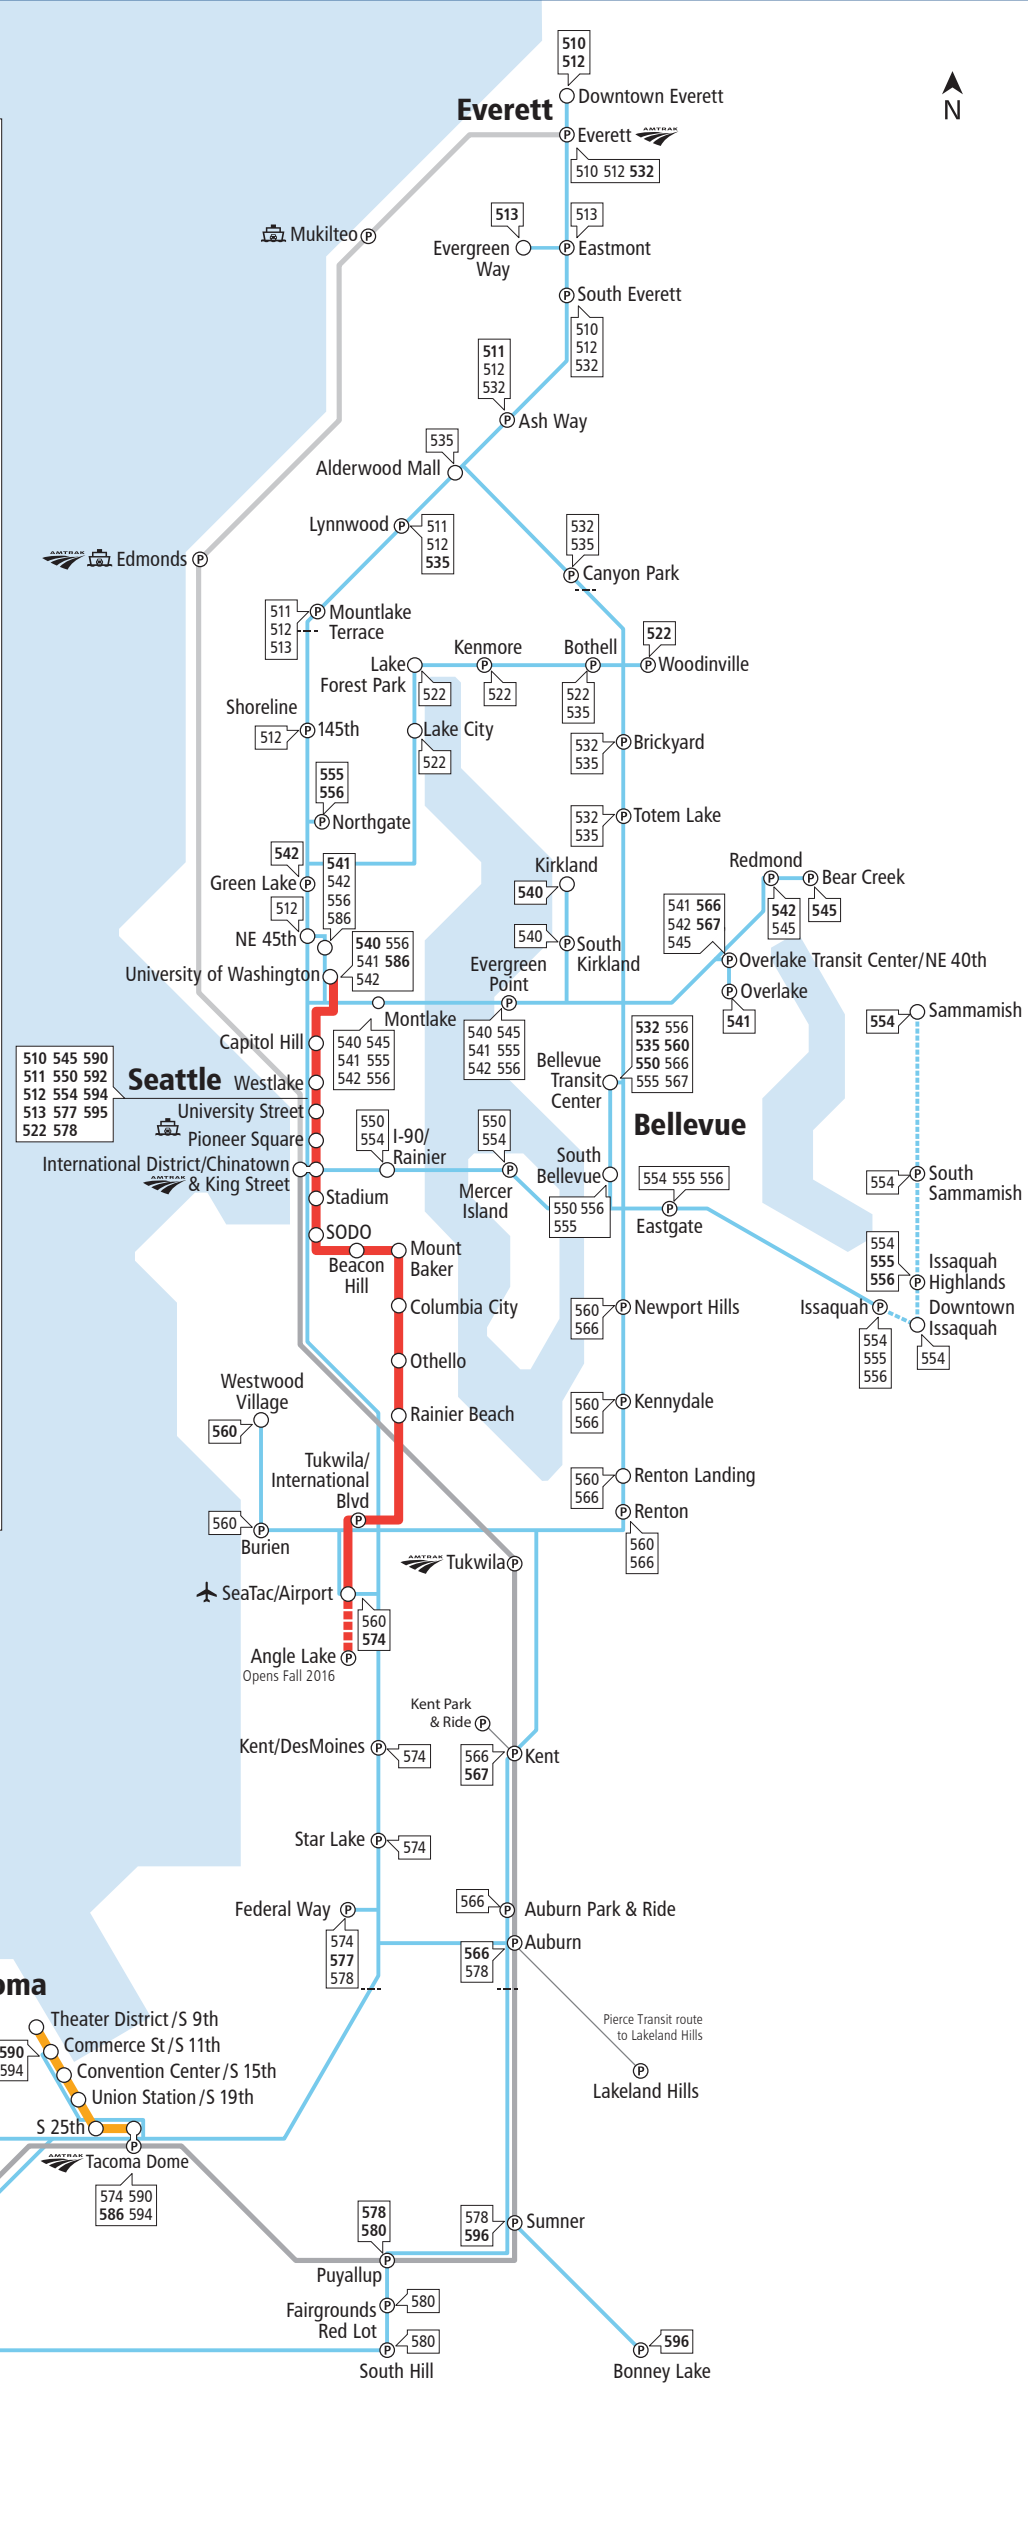 510
512
Downtown Everett
Everett
N
Everett
AMTRAK
510 512 532
513
513
Mukilteo
Evergreen
Way
Eastmont
South Everett
510
512
532
511
512
532
Ash Way
535
Alderwood Mall
Lynnwood
511
512
535
532
535
Canyon Park
AMTRAK
Edmonds
511
512
513
Mountlake
Terrace
522
Kenmore
Bothell
Lake
Forest Park
Woodinville
522
522
522
535
Shoreline
145th
512
Lake City
522
532
535
Brickyard
555
556
Northgate
532
535
Totem Lake
542
541
542
556
586
Green Lake
Kirkland
540
Redmond
Bear Creek
542
545
545
512
NE 45th
541 566
542 567
545
540 556
541 586
542
540
South
Kirkland
University of Washington
Evergreen
Point
Overlake Transit Center/NE 40th
Overlake
541
Montlake
540 545
541 555
542 556
540 545
541 555
542 556
Sammamish
554
Capitol Hill
532 556
535 560
550 566
555 567
510 545 590
511 550 592
512 554 594
513 577 595
522 578
Seattle
Westlake
Bellevue
Transit
Center
University Street
Bellevue
Pioneer Square
550
554
I-90/
Rainier
550
554
International District/Chinatown
AMTRAK
& King Street
Mercer
Island
South
Bellevue
554 555 556
554
South
Sammamish
Stadium
550 556
555
Eastgate
SODO
Beacon
Hill
Mount
Baker
554
555
556
Issaquah
Highlands
Columbia City
560
566
Newport Hills
Issaquah
Downtown
Issaquah
554
555
556
554
Othello
Westwood
Village
560
560
566
Kennydale
Rainier Beach
Tukwila/
International
Blvd
560
566
Renton Landing
Renton
560
Burien
560
566
AMTRAK
Tukwila
SeaTac/Airport
560
574
Angle Lake
Opens Fall 2016
Kent Park
& Ride
Kent/DesMoines
574
566
567
Kent
Star Lake
574
Federal Way
566
Auburn Park & Ride
574
577
578
Auburn
566
578
oma
Theater District/S 9th
Commerce St/S 11th
590
594
Convention Center/S 15th
Union Station/S 19th
S 25th
Pierce Transit route
to Lakeland Hills
Lakeland Hills
AMTRAK
Tacoma Dome
574 590
586 594
578
580
578
596
Sumner
Puyallup
580
Fairgrounds
Red Lot
580
South Hill
596
Bonney Lake